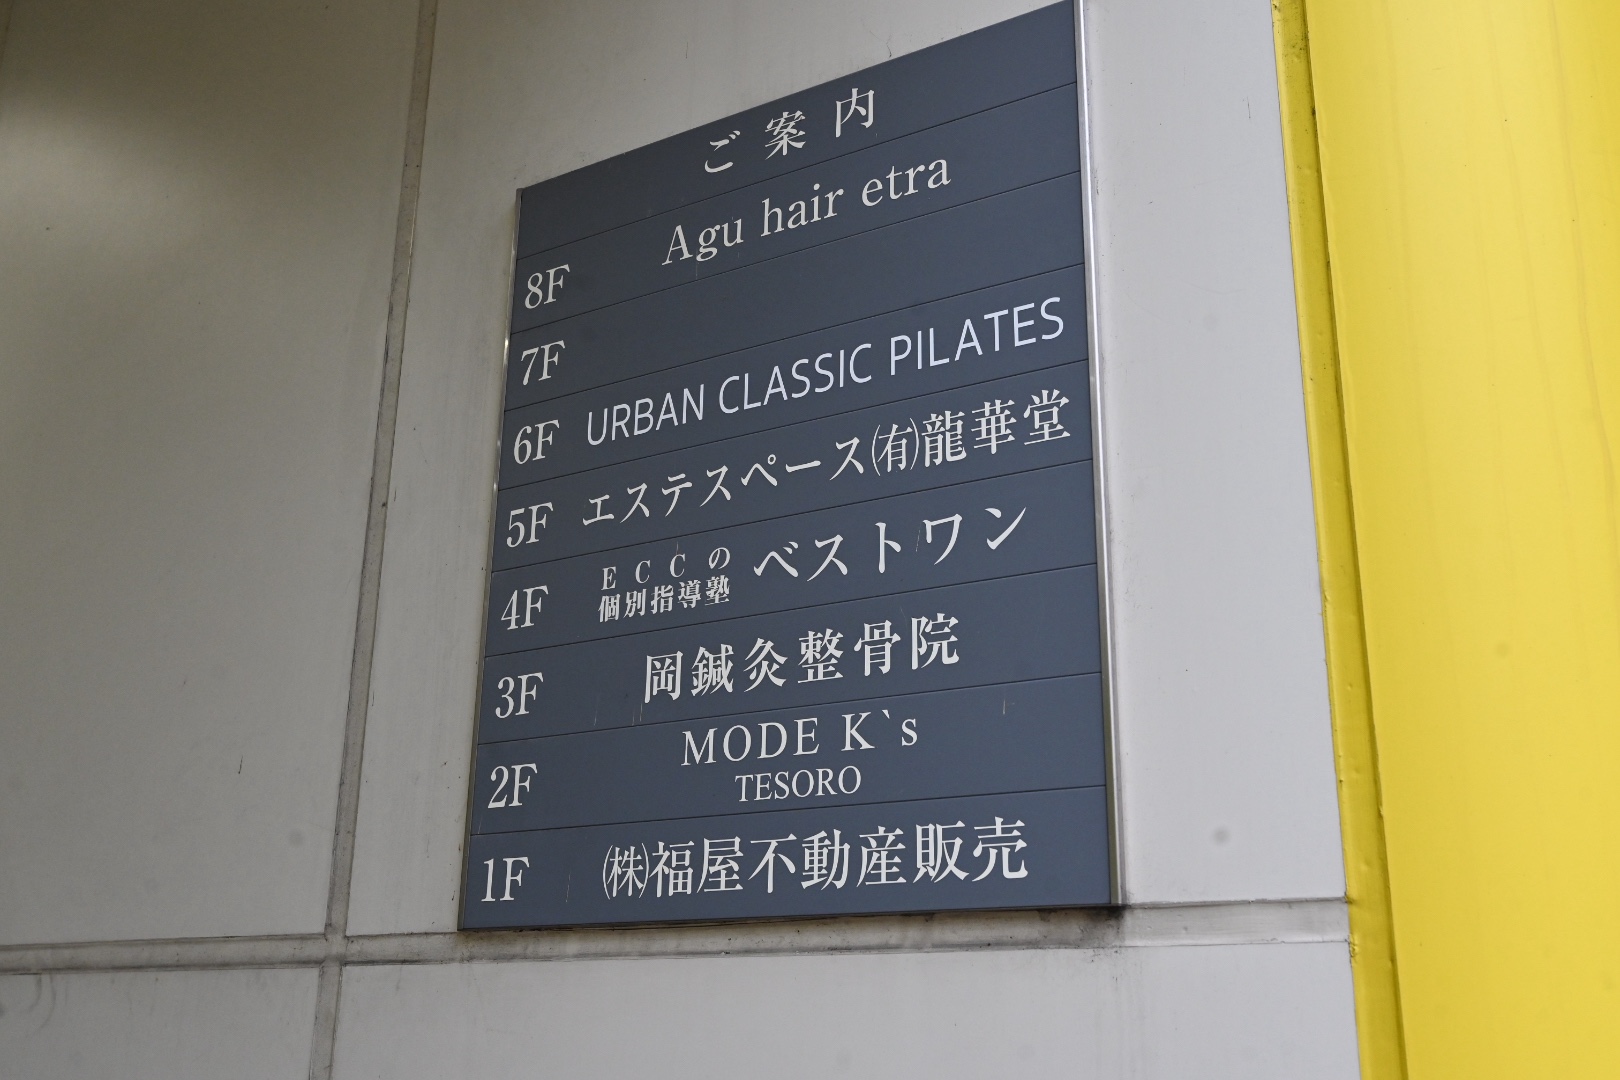 ご案内
8F Agu hair etra
7F
6F URBAN CLASSIC PILATES
5F エステスペース㈲龍華堂
4F ECCの個別指導塾 ベストワン
3F 岡鍼灸整骨院
2F MODE K`s
TESORO
1F ㈱福屋不動産販売